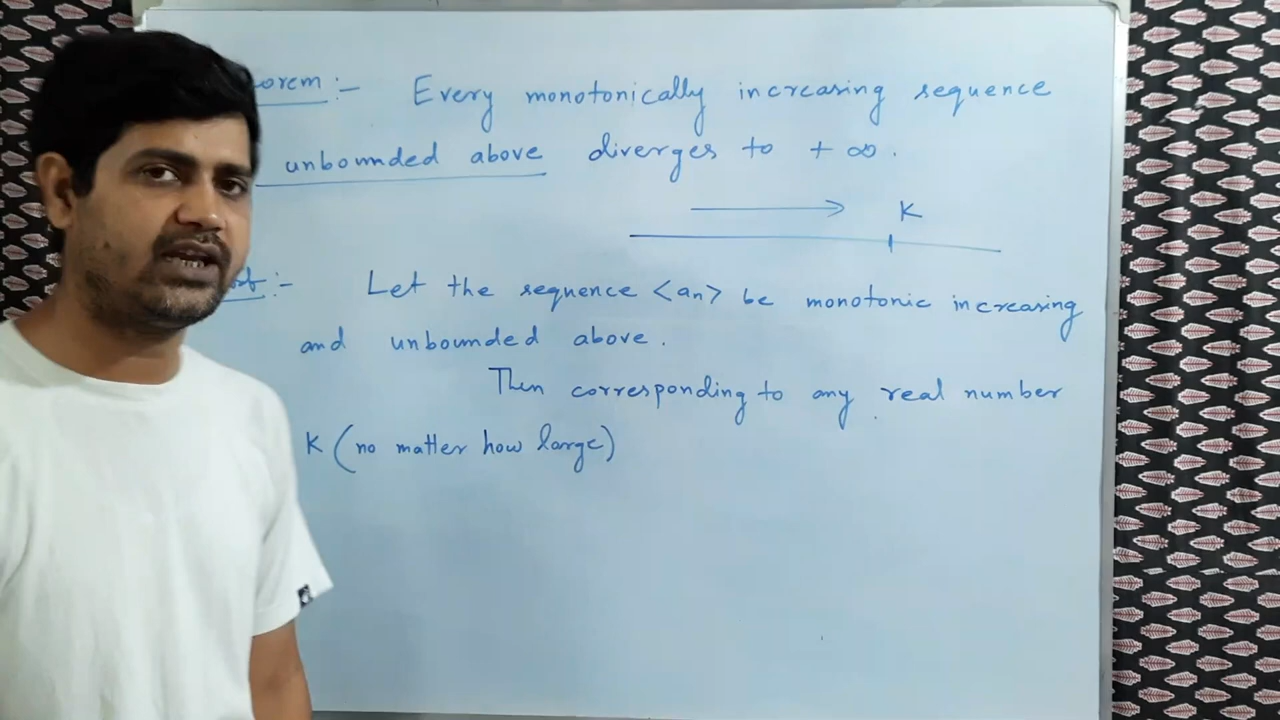 orem :- Every monotonically increasing sequence
unbounded above diverges to + ∞ .
K
:- Let the sequence <an> be monotonic increasing
and unbounded above .
Then corresponding to any real number
K (no matter how large)